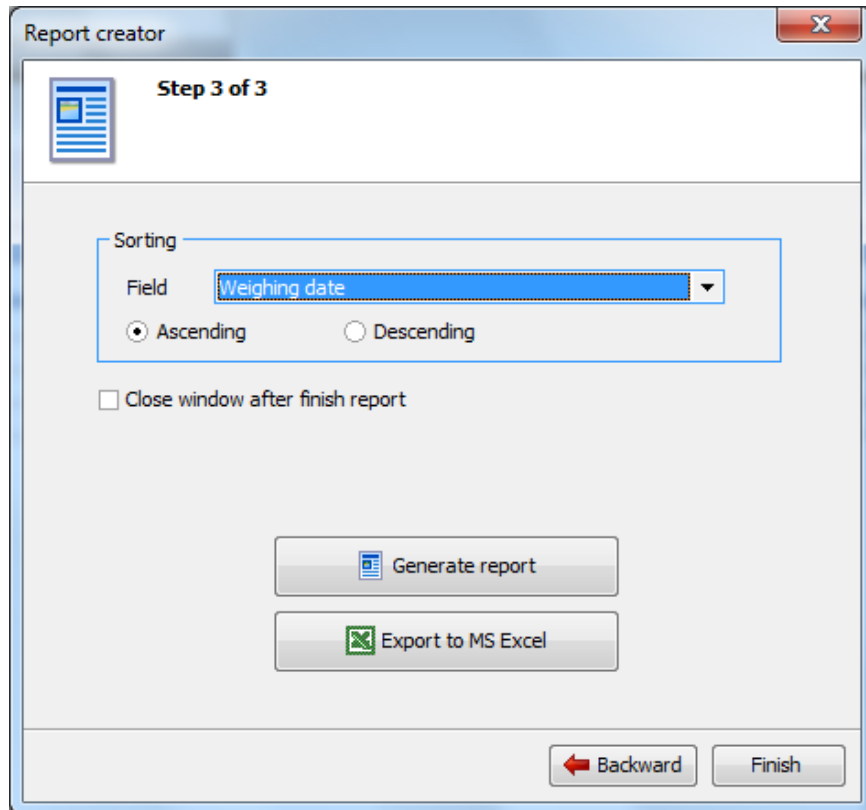 Report creator
Step 3 of 3
Sorting
Field Weighing date
Ascending Descending
Close window after finish report
Generate report
Export to MS Excel
Backward Finish